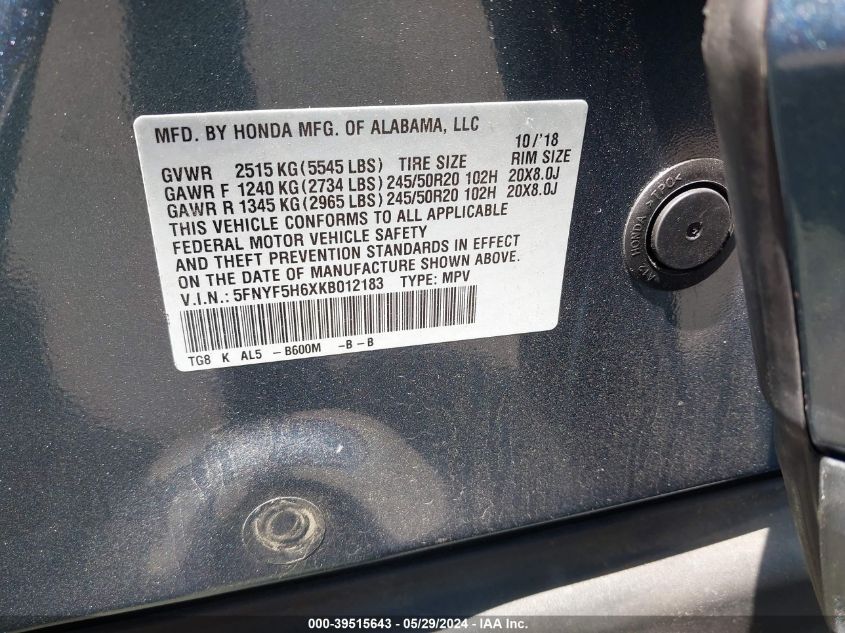 MFD. BY HONDA MFG. OF ALABAMA, LLC 10/'18
GVWR 2515 KG (5545 LBS) TIRE SIZE RIM SIZE
GAWR F 1240 KG (2734 LBS) 245/50R20 102H 20X8.0J
GAWR R 1345 KG (2965 LBS) 245/50R20 102H 20X8.0J
THIS VEHICLE CONFORMS TO ALL APPLICABLE
FEDERAL MOTOR VEHICLE SAFETY
AND THEFT PREVENTION STANDARDS IN EFFECT
ON THE DATE OF MANUFACTURE SHOWN ABOVE.
V.I.N.: 5FNYF5H6XKB012183 TYPE: MPV
TG8 K AL5 - B600M - B - B
HONDA >TPO<
000-39515643 - 05/29/2024 - IAA Inc.